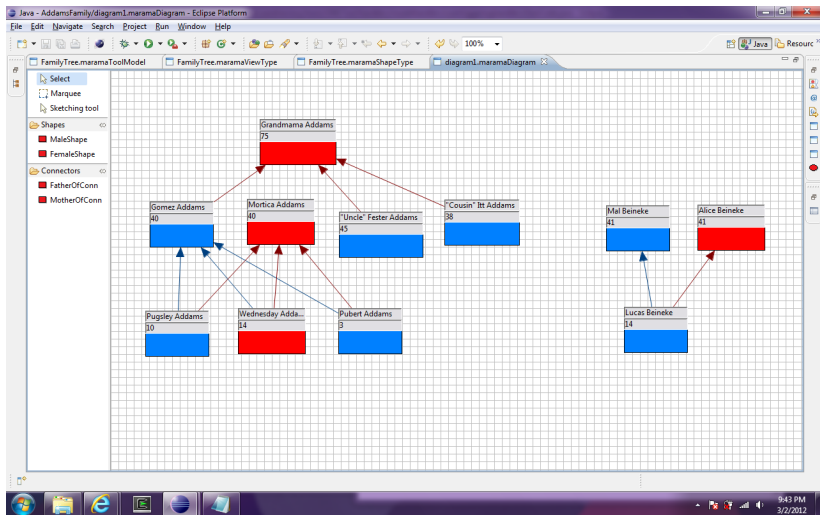 Java - AddamsFamily/diagram1.maramaDiagram - Eclipse Platform
File Edit Navigate Search Project Run Window Help
100%
Java
Resourc
FamilyTree.maramaToolModel
FamilyTree.maramaViewType
FamilyTree.maramaShapeType
diagram1.maramaDiagram
Select
Marquee
Sketching tool
Shapes
MaleShape
FemaleShape
Connectors
FatherOfConn
MotherOfConn
Grandmama Addams
75
Gomez Addams
40
Mortica Addams
40
"Uncle" Fester Addams
45
"Cousin" Itt Addams
38
Mal Beineke
41
Alice Beineke
41
Pugsley Addams
10
Wednesday Adda...
14
Pubert Addams
3
Lucas Beineke
14
9:43 PM
3/2/2012